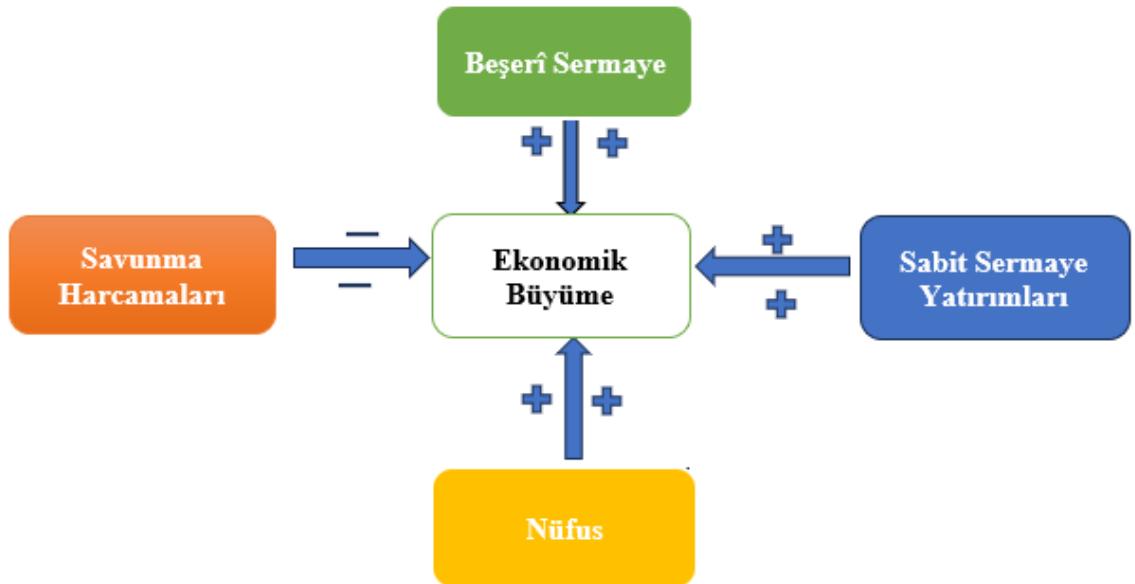 Beşerî Sermaye
Savunma
Harcamaları
Ekonomik
Büyüme
Sabit Sermaye
Yatırımları
Nüfus